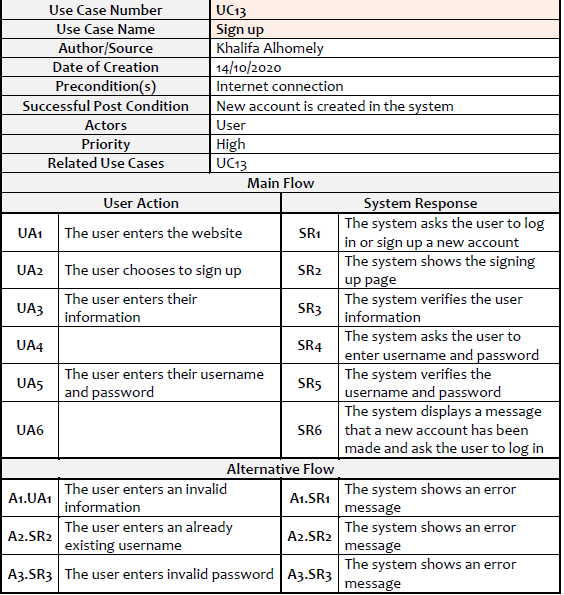 Use Case Number UC13
Use Case Name Sign up
Author/Source Khalifa Alhomely
Date of Creation 14/10/2020
Precondition(s) Internet connection
Successful Post Condition New account is created in the system
Actors User
Priority High
Related Use Cases UC13
Main Flow
User Action System Response
UA1 The user enters the website SR1 The system asks the user to log
in or sign up a new account
UA2 The user chooses to sign up SR2 The system shows the signing
up page
UA3 The user enters their
information SR3 The system verifies the user
information
UA4 SR4 The system asks the user to
enter username and password
UA5 The user enters their username
and password SR5 The system verifies the
username and password
UA6 SR6 The system displays a message
that a new account has been
made and ask the user to log in
Alternative Flow
A1.UA1 The user enters an invalid
information A1.SR1 The system shows an error
message
A2.SR2 The user enters an already
existing username A2.SR2 The system shows an error
message
A3.SR3 The user enters invalid password A3.SR3 The system shows an error
message